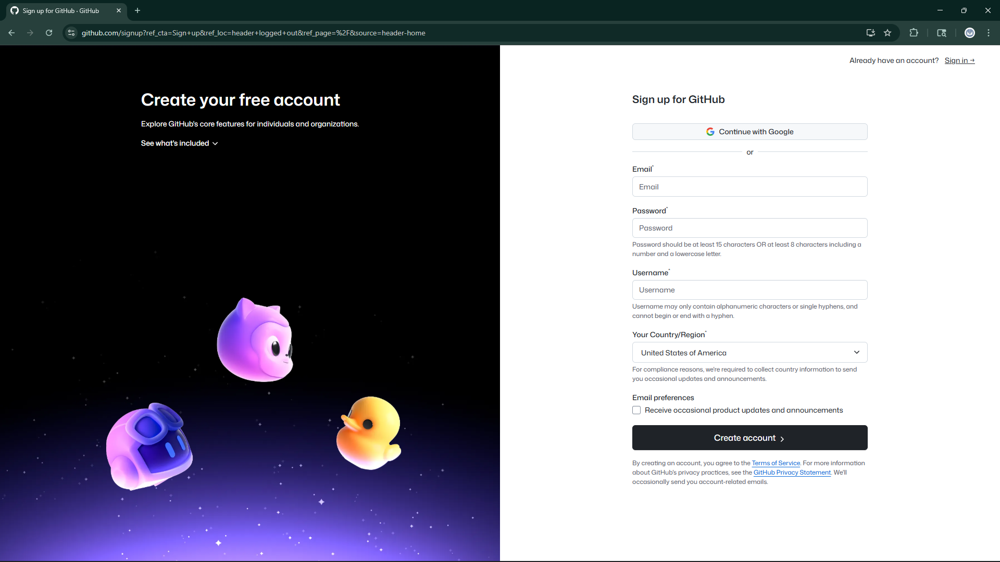 Sign up for GitHub · GitHub
github.com/signup?ref_cta=Sign+up&ref_loc=header+logged+out&ref_page=%2F&source=header-home
Already have an account? Sign in →
Create your free account
Explore GitHub's core features for individuals and organizations.
See what's included
Sign up for GitHub
Continue with Google
or
Email*
Email
Password*
Password
Password should be at least 15 characters OR at least 8 characters including a
number and a lowercase letter.
Username*
Username
Username may only contain alphanumeric characters or single hyphens, and
cannot begin or end with a hyphen.
Your Country/Region*
United States of America
For compliance reasons, we're required to collect country information to send
you occasional updates and announcements.
Email preferences
Receive occasional product updates and announcements
Create account
By creating an account, you agree to the Terms of Service. For more information
about GitHub's privacy practices, see the GitHub Privacy Statement. We'll
occasionally send you account-related emails.